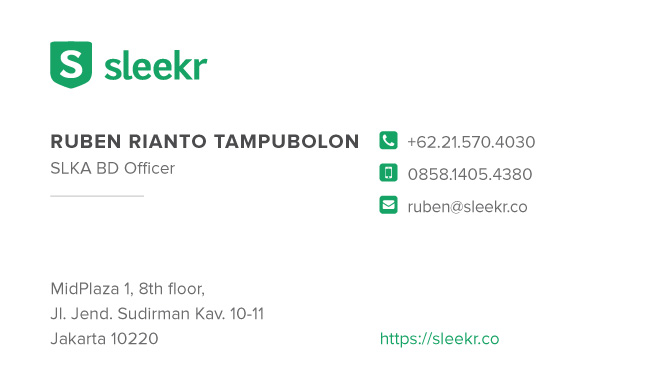 S sleekr
RUBEN RIANTO TAMPUBOLON
SLKA BD Officer
+62.21.570.4030
0858.1405.4380
ruben@sleekr.co
MidPlaza 1, 8th floor,
Jl. Jend. Sudirman Kav. 10-11
Jakarta 10220
https://sleekr.co